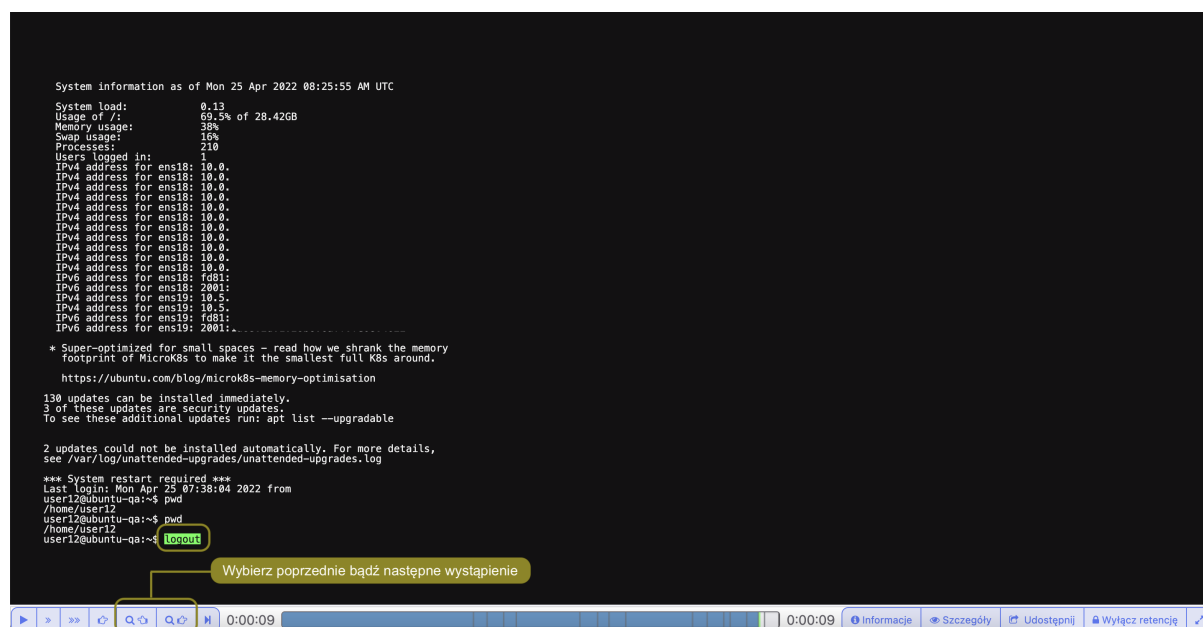 System information as of Mon 25 Apr 2022 08:25:55 AM UTC
System load: 0.13
Usage of /: 69.5% of 28.42GB
Memory usage: 38%
Swap usage: 16%
Processes: 210
Users logged in: 1
IPv4 address for ens18: 10.0.
IPv4 address for ens18: 10.0.
IPv4 address for ens18: 10.0.
IPv4 address for ens18: 10.0.
IPv4 address for ens18: 10.0.
IPv4 address for ens18: 10.0.
IPv4 address for ens18: 10.0.
IPv4 address for ens18: 10.0.
IPv4 address for ens18: 10.0.
IPv4 address for ens18: 10.0.
IPv4 address for ens18: 10.0.
IPv6 address for ens18: fd81:
IPv6 address for ens18: 2001:
IPv4 address for ens19: 10.5.
IPv4 address for ens19: 10.5.
IPv6 address for ens19: fd81:
IPv6 address for ens19: 2001:
* Super-optimized for small spaces - read how we shrank the memory
footprint of MicroK8s to make it the smallest full K8s around.
https://ubuntu.com/blog/microk8s-memory-optimisation
130 updates can be installed immediately.
3 of these updates are security updates.
To see these additional updates run: apt list --upgradable
2 updates could not be installed automatically. For more details,
see /var/log/unattended-upgrades/unattended-upgrades.log
*** System restart required ***
Last login: Mon Apr 25 07:38:04 2022 from
user12@ubuntu-qa:~$ pwd
/home/user12
user12@ubuntu-qa:~$ pwd
/home/user12
user12@ubuntu-qa:~$ logout
Wybierz poprzednie bądź następne wystąpienie
0:00:09 0:00:09 Informacje Szczegóły Udostępnij Wyłącz retencję